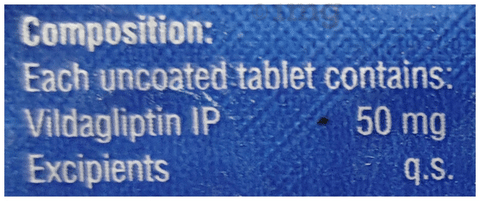 Composition:
Each uncoated tablet contains:
Vildagliptin IP 50 mg
Excipients q.s.